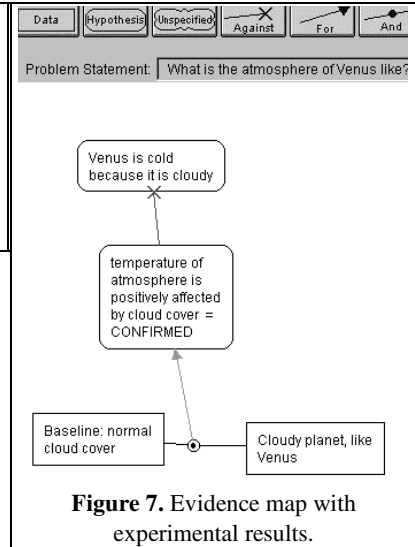 Data
Hypothesis
Unspecified
Against
For
And
Problem Statement: What is the atmosphere of Venus like?
Venus is cold
because it is cloudy
temperature of
atmosphere is
positively affected
by cloud cover =
CONFIRMED
Baseline: normal
cloud cover
Cloudy planet, like
Venus
Figure 7. Evidence map with
experimental results.